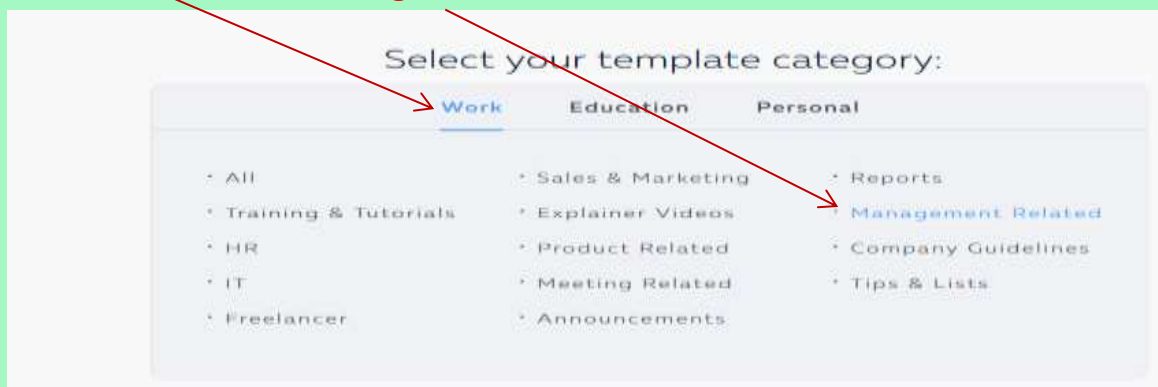 Select your template category:
Work Education Personal
All Sales & Marketing Reports
Training & Tutorials Explainer Videos Management Related
HR Product Related Company Guidelines
IT Meeting Related Tips & Lists
Freelancer Announcements